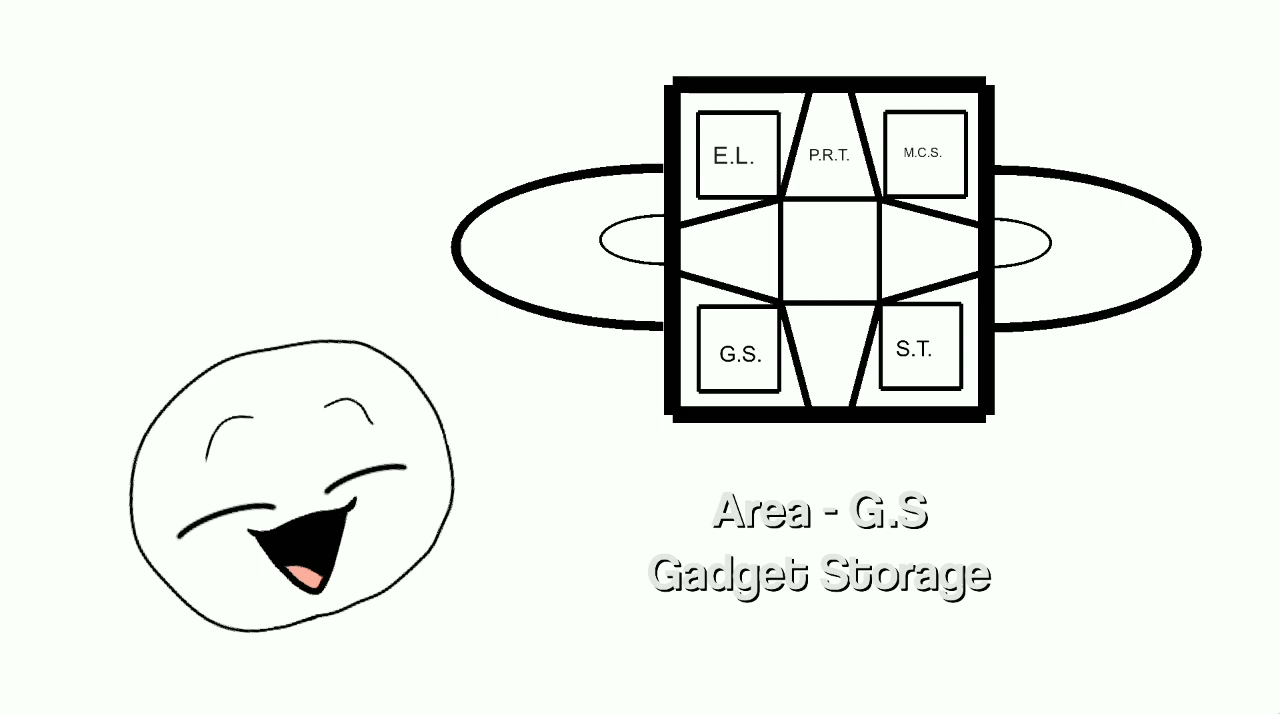 E.L.
P.R.T.
M.C.S.
G.S.
S.T.
Area - G.S
Gadget Storage